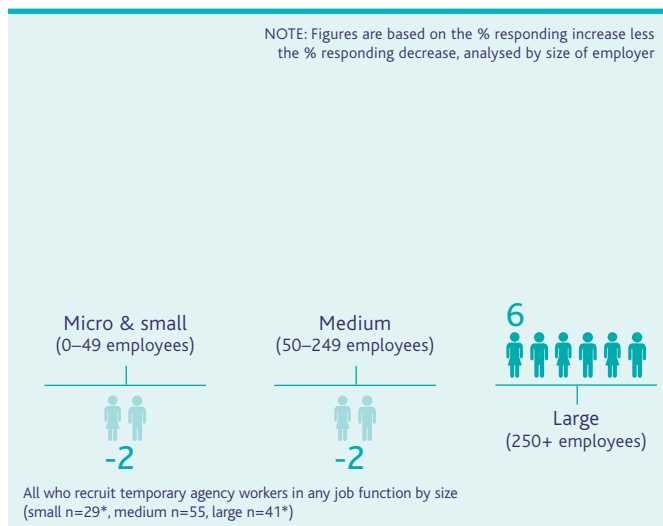 NOTE: Figures are based on the % responding increase less
the % responding decrease, analysed by size of employer
Micro & small
(0–49 employees)
-2
Medium
(50–249 employees)
-2
6
Large
(250+ employees)
All who recruit temporary agency workers in any job function by size
(small n=29*, medium n=55, large n=41*)